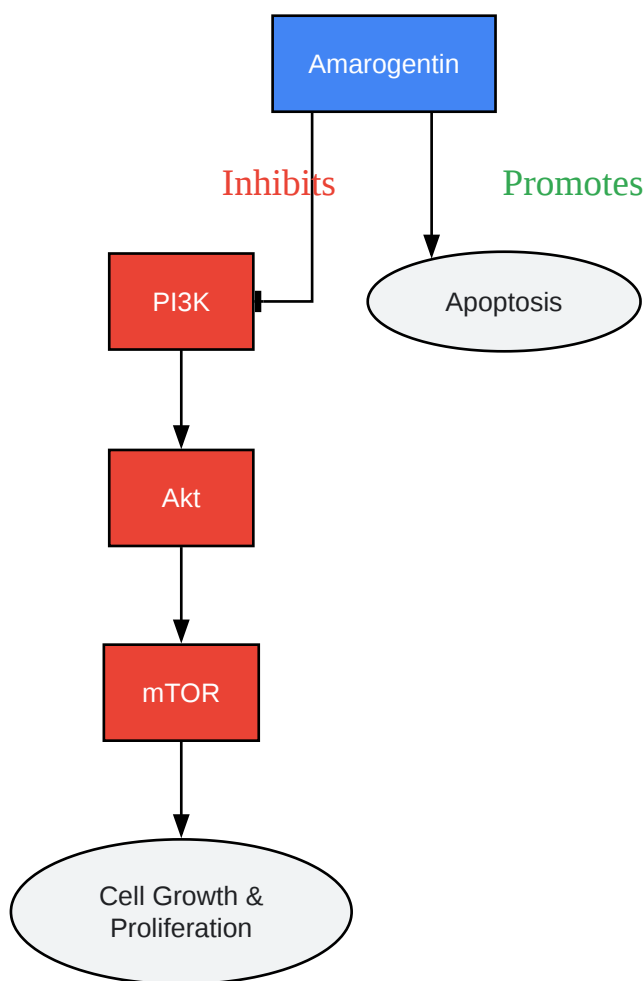 Amarogentin
Inhibits
Promotes
PI3K
Apoptosis
Akt
mTOR
Cell Growth &
Proliferation